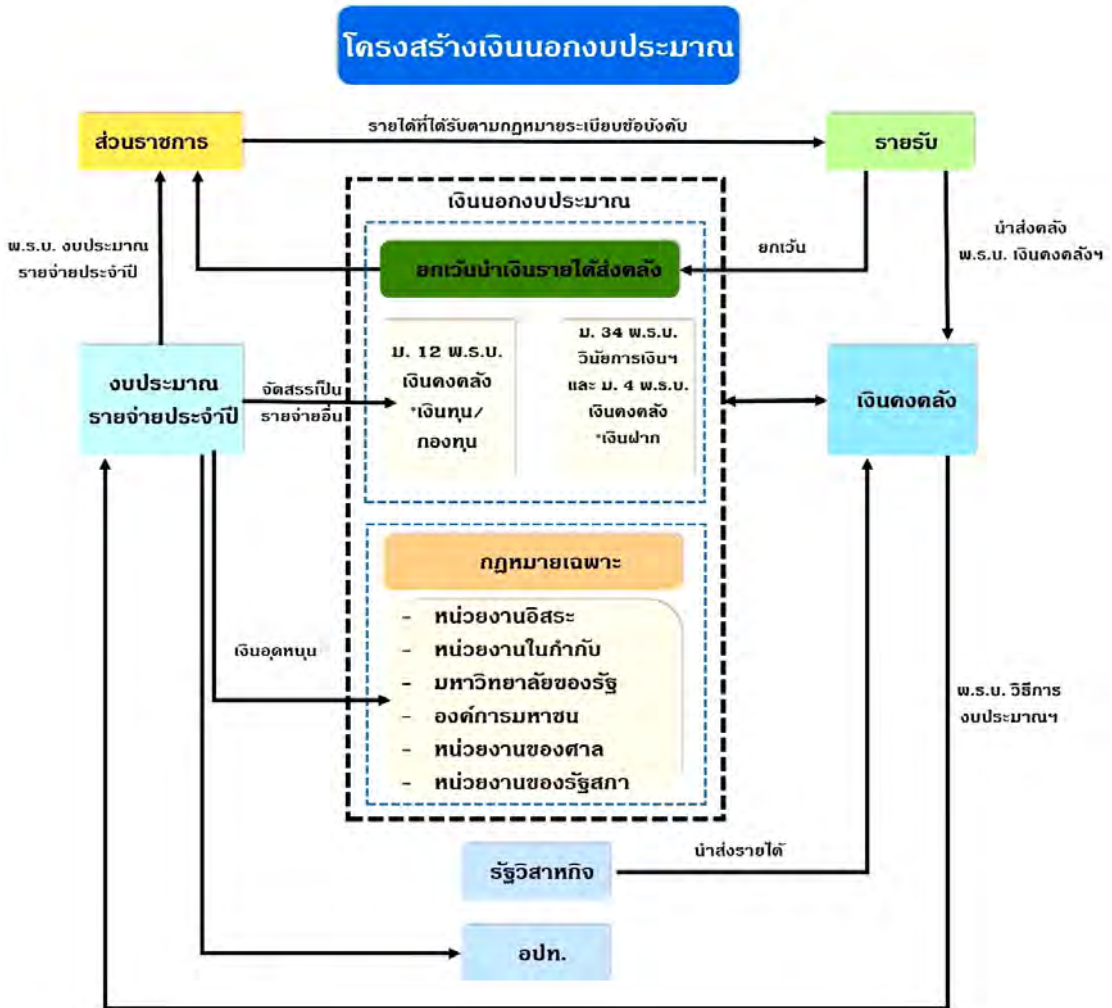 โครงสร้างเงินนอกงบประมาณ
ส่วนราชการ
รายได้ที่ได้รับตามกฎหมายระเบียบข้อบังคับ
รายรับ
พ.ร.บ. งบประมาณ
รายจ่ายประจำปี
เงินนอกงบประมาณ
ยกเว้นนำเงินรายได้ส่งคลัง
ยกเว้น
นำส่งคลัง
พ.ร.บ. เงินคงคลังฯ
งบประมาณ
รายจ่ายประจำปี
จัดสรรเป็น
รายจ่ายอื่น
ม. 12 พ.ร.บ.
เงินคงคลัง
*เงินทุน/
กองทุน
ม. 34 พ.ร.บ.
วินัยการเงินฯ
และ ม. 4 พ.ร.บ.
เงินคงคลัง
*เงินฝาก
เงินคงคลัง
กฎหมายเฉพาะ
- หน่วยงานอิสระ
- หน่วยงานในกำกับ
- มหาวิทยาลัยของรัฐ
- องค์การมหาชน
- หน่วยงานของศาล
- หน่วยงานของรัฐสภา
เงินอุดหนุน
พ.ร.บ. วิธีการ
งบประมาณฯ
รัฐวิสาหกิจ
นำส่งรายได้
อปท.